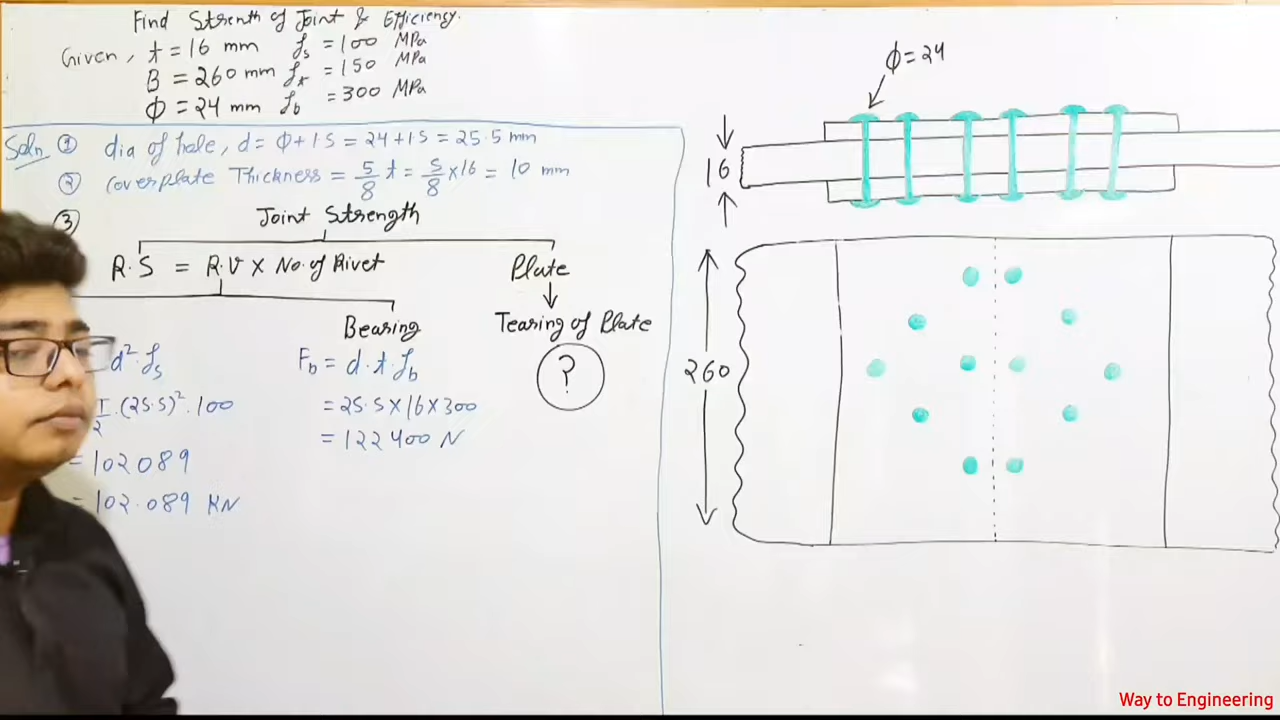 Find Strenth of Joint & Efficiency.
Given, t = 16 mm fs = 100 MPa
B = 260 mm ft = 150 MPa
Φ = 24 mm fb = 300 MPa
Soln ① dia of hole, d = Φ + 1.5 = 24 + 1.5 = 25.5 mm
② coverplate Thickness = 5/8 t = 5/8 × 16 = 10 mm
③ Joint Strength
R.S = R.V × No. of Rivet Plate
Bearing Tearing of Plate
d² fs Fb = d . t . fb ?
. (25.5)² . 100 = 25.5 × 16 × 300
= 122400 N
= 102089
= 102.089 KN
Φ = 24
16
260
Way to Engineering